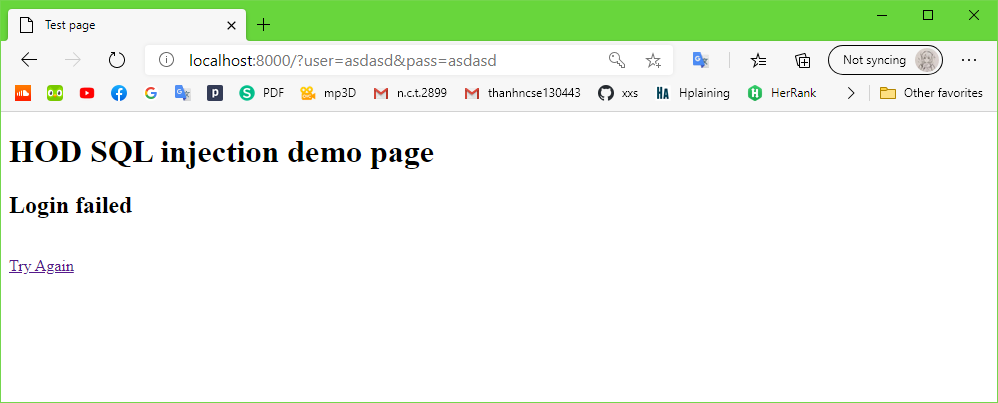 Test page
localhost:8000/?user=asdasd&pass=asdasd
Not syncing
PDF mp3D n.c.t.2899 thanhncse130443 xxs Hplaining HerRank Other favorites
HOD SQL injection demo page
Login failed
Try Again